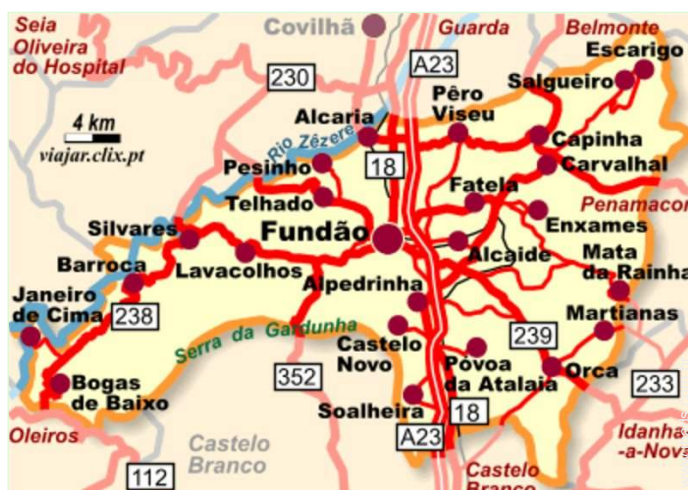 Seia
Oliveira
do Hospital
Covilhã
Guarda
Belmonte
Escarigo
230
A23
Salgueiro
4 km
viajar.clix.pt
Alcaria
Pêro
Viseu
Rio Zêzere
Capinha
Pesinho
18
Carvalhal
Telhado
Fatela
Penamacor
Silvares
Fundão
Enxames
Barroca
Lavacolhos
Alcaide
Mata
da Rainha
Janeiro
de Cima
Alpedrinha
238
Serra da Gardunha
Castelo
Novo
239
Martianas
352
Póvoa
da Atalaia
Orca
233
Bogas
de Baixo
Soalheira
18
Oleiros
Castelo
Branco
A23
Idanha
-a-Nova
112
Castelo
Branco